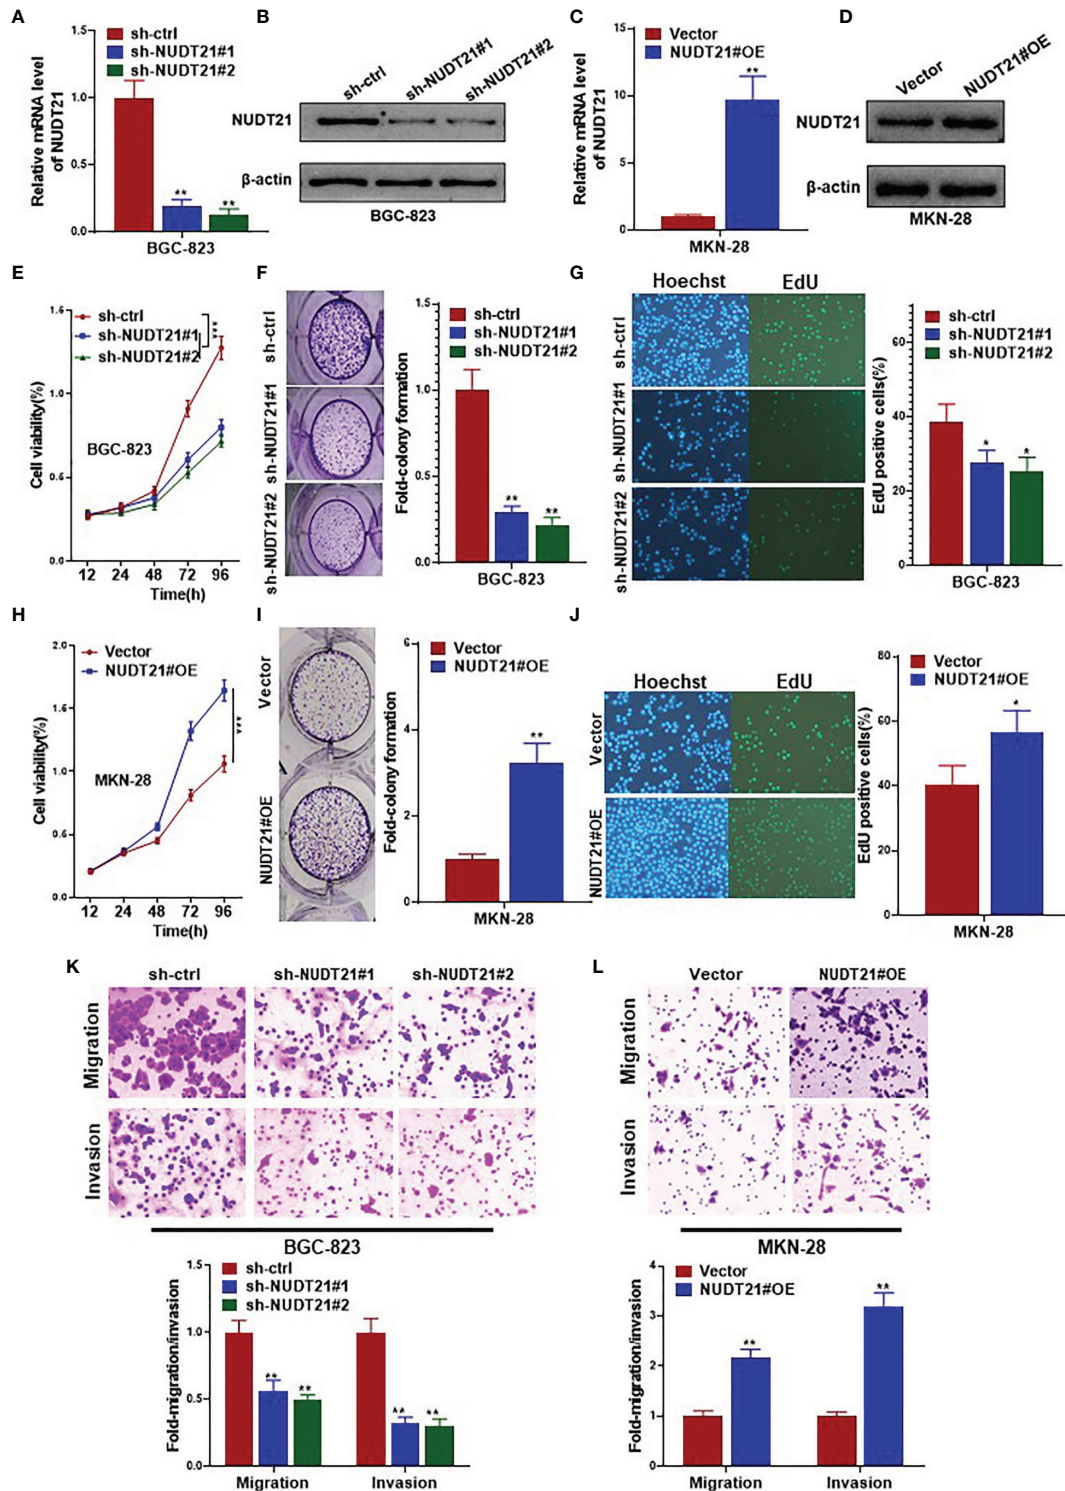 A
Relative mRNA level
of NUDT21
1.5
1.0
0.5
0.0
sh-ctrl
sh-NUDT21#1
sh-NUDT21#2
**
**
BGC-823
B
sh-ctrl
sh-NUDT21#1
sh-NUDT21#2
NUDT21
β-actin
BGC-823
C
Relative mRNA level
of NUDT21
15
10
5
0
Vector
NUDT21#OE
**
MKN-28
D
Vector
NUDT21#OE
NUDT21
β-actin
MKN-28
E
Cell viability(%)
sh-ctrl
sh-NUDT21#1
sh-NUDT21#2
***
BGC-823
0.0
12
24
48
72
96
Time(h)
F
sh-ctrl
sh-NUDT21#1
sh-NUDT21#2
Fold-colony formation
1.5
1.0
0.5
0.0
sh-ctrl
sh-NUDT21#1
sh-NUDT21#2
**
**
BGC-823
G
Hoechst
EdU
sh-ctrl
sh-NUDT21#1
sh-NUDT21#2
EdU positive cells(%)
60
40
20
0
sh-ctrl
sh-NUDT21#1
sh-NUDT21#2
*
*
BGC-823
H
Cell viability(%)
2.0
1.0
0.0
Vector
NUDT21#OE
***
MKN-28
12
24
48
72
96
Time(h)
I
Vector
NUDT21#OE
Fold-colony formation
6
4
2
0
Vector
NUDT21#OE
**
MKN-28
J
Hoechst
EdU
Vector
NUDT21#OE
EdU positive cells(%)
80
60
40
20
0
Vector
NUDT21#OE
*
MKN-28
K
sh-ctrl
sh-NUDT21#1
sh-NUDT21#2
Migration
Invasion
BGC-823
Fold-migration/invasion
1.5
1.0
0.5
0.0
sh-ctrl
sh-NUDT21#1
sh-NUDT21#2
**
**
**
**
Migration
Invasion
L
Vector
NUDT21#OE
Migration
Invasion
MKN-28
Fold-migration/invasion
4
3
2
1
0
Vector
NUDT21#OE
**
**
Migration
Invasion